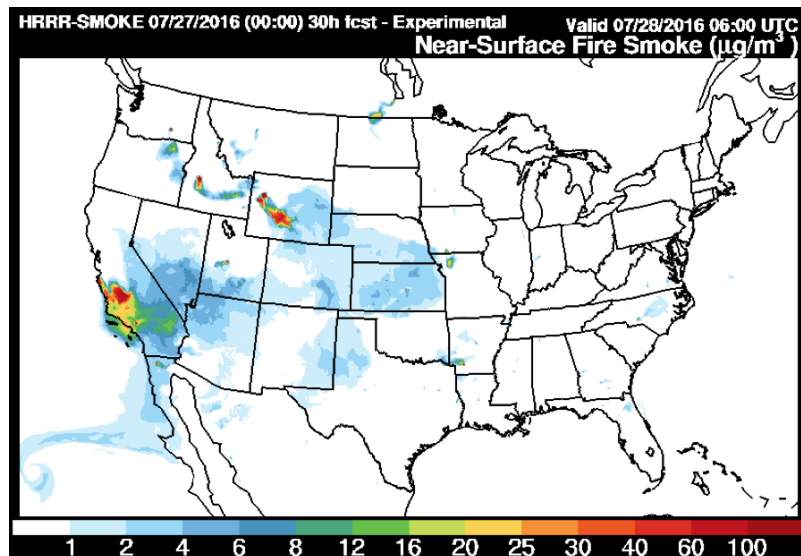 HRRR-SMOKE 07/27/2016 (00:00) 30h fcst - Experimental
Valid 07/28/2016 06:00 UTC
Near-Surface Fire Smoke (µg/m³)
1 2 4 6 8 12 16 20 25 30 40 60 100